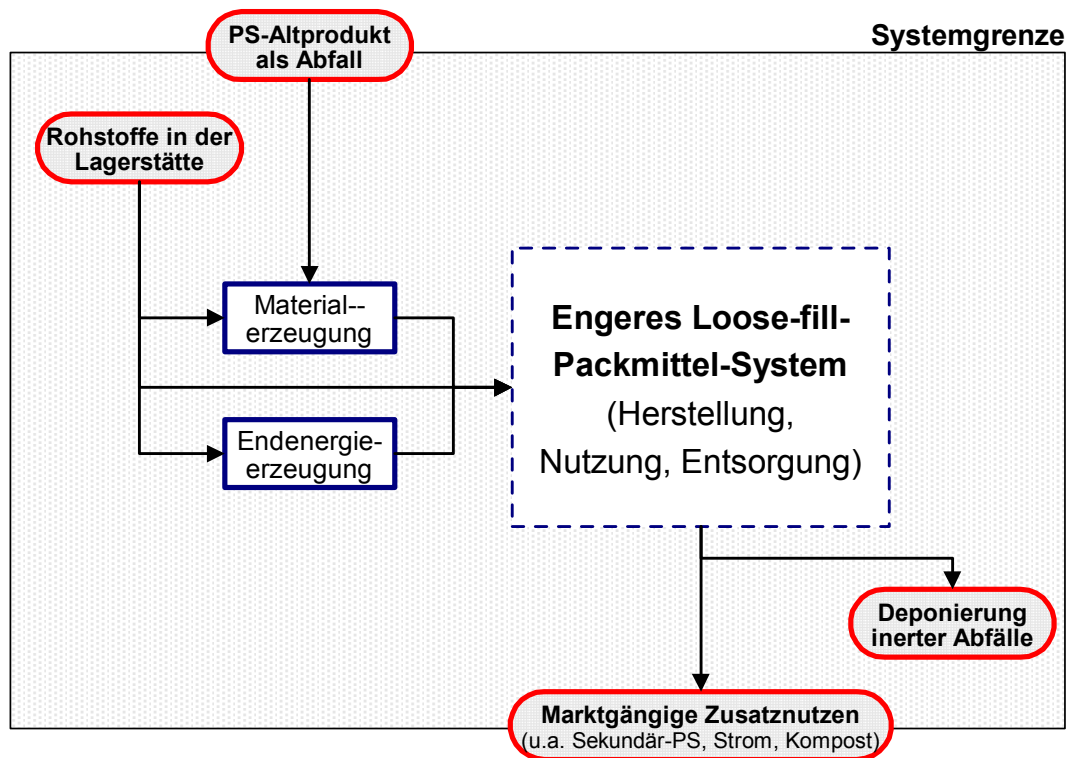 PS-Altprodukt
als Abfall
Systemgrenze
Rohstoffe in der
Lagerstätte
Material--
erzeugung
Endenergie-
erzeugung
Engeres Loose-fill-
Packmittel-System
(Herstellung,
Nutzung, Entsorgung)
Deponierung
inerter Abfälle
Marktgängige Zusatznutzen
(u.a. Sekundär-PS, Strom, Kompost)